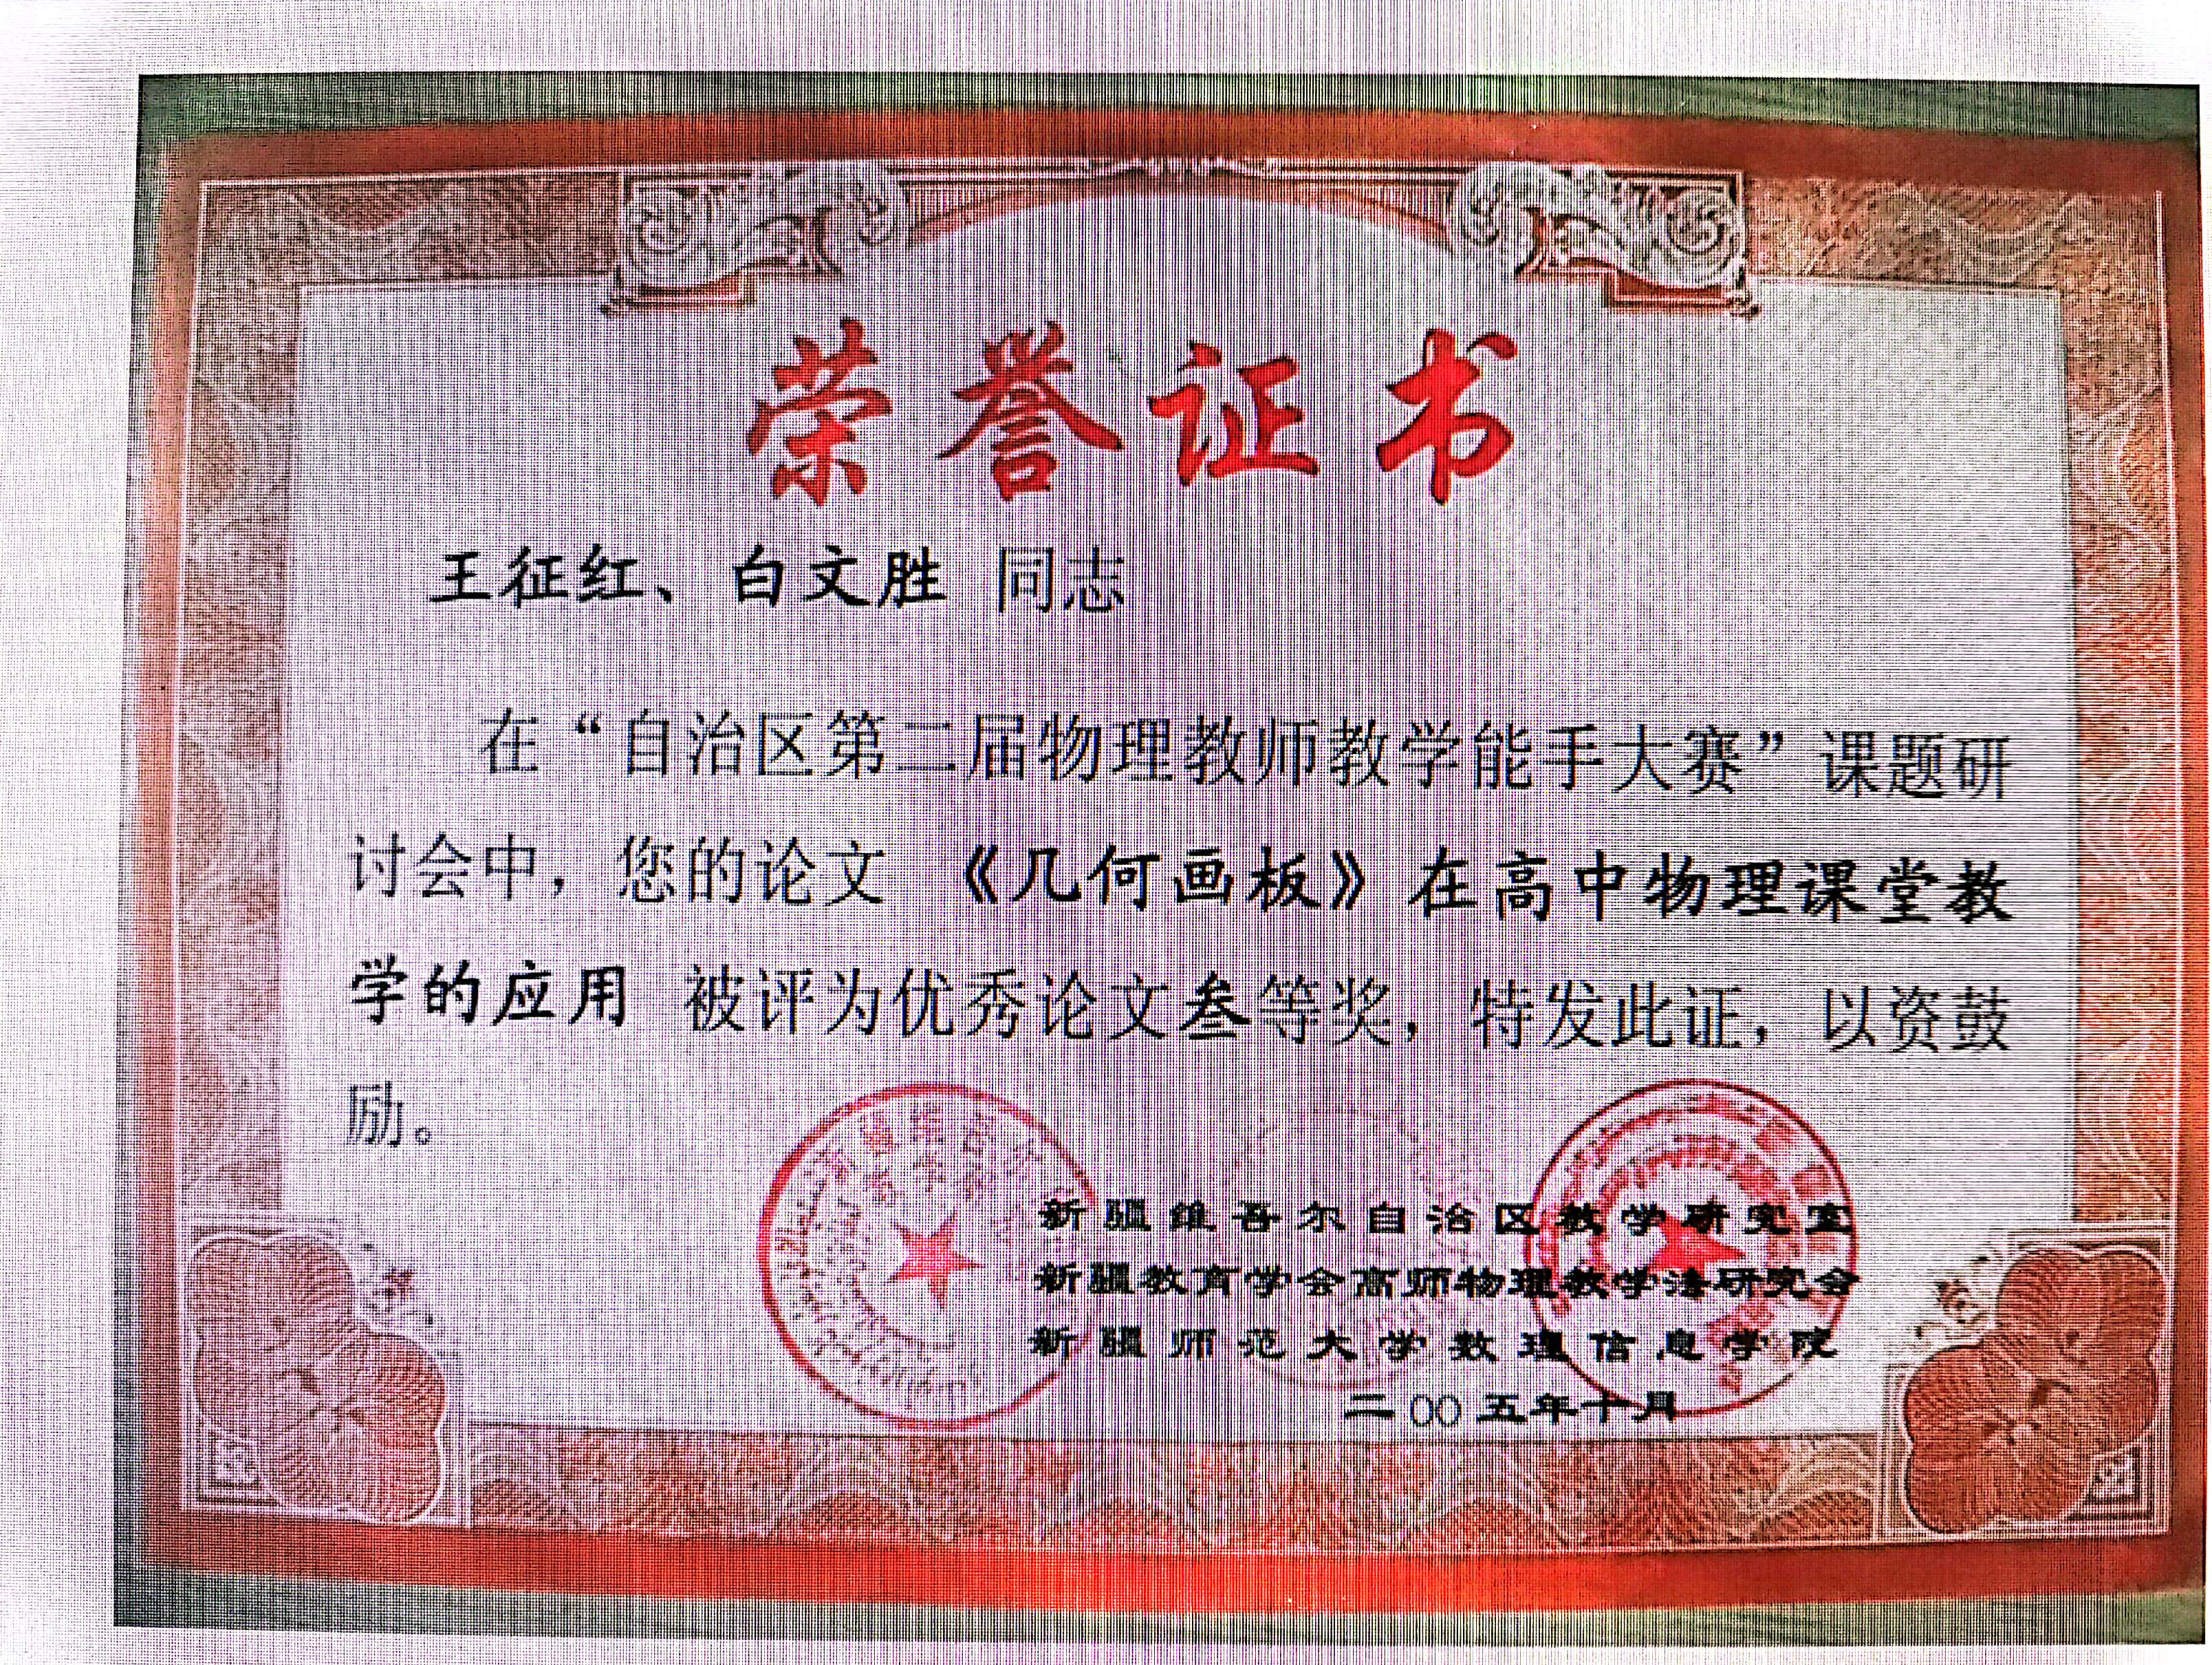 荣誉证书
王征红、白文胜 同志
在“自治区第二届物理教师教学能手大赛”课题研
讨会中，您的论文 《几何画板》在高中物理课堂教
学的应用 被评为优秀论文叁等奖，特发此证，以资鼓
励。
新疆维吾尔自治区教学研究室
新疆教育学会高师物理教学法研究会
新疆师范大学数理信息学院
二00五年十月